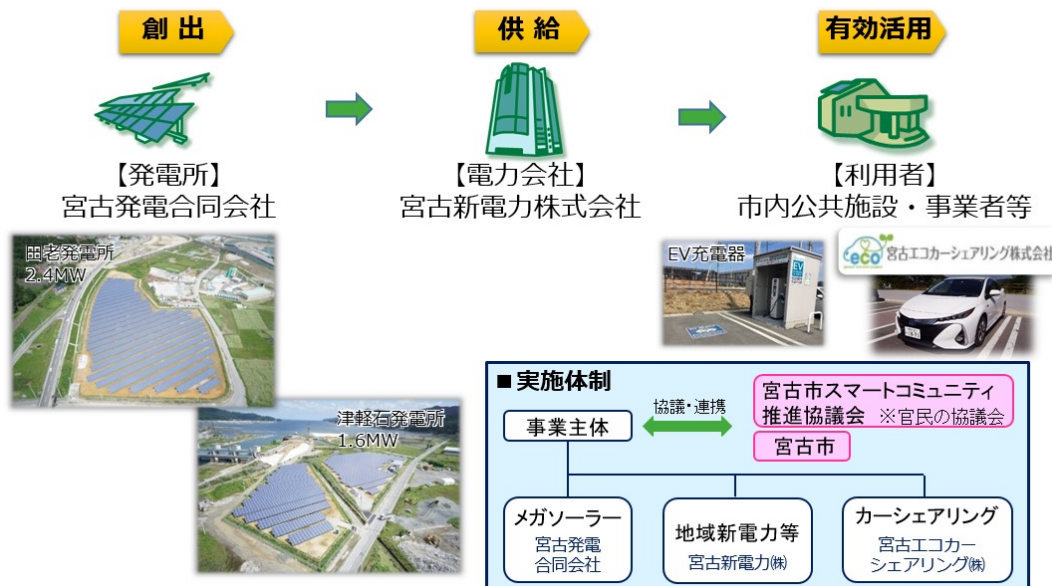 創出
供給
有効活用
【発電所】
宮古発電合同会社
【電力会社】
宮古新電力株式会社
【利用者】
市内公共施設・事業者等
田老発電所
2.4MW
津軽石発電所
1.6MW
EV充電器
EV
eco
宮古エコカーシェアリング株式会社
■実施体制
事業主体
協議・連携
宮古市スマートコミュニティ
推進協議会 ※官民の協議会
宮古市
メガソーラー
宮古発電
合同会社
地域新電力等
宮古新電力㈱
カーシェアリング
宮古エコカー
シェアリング㈱